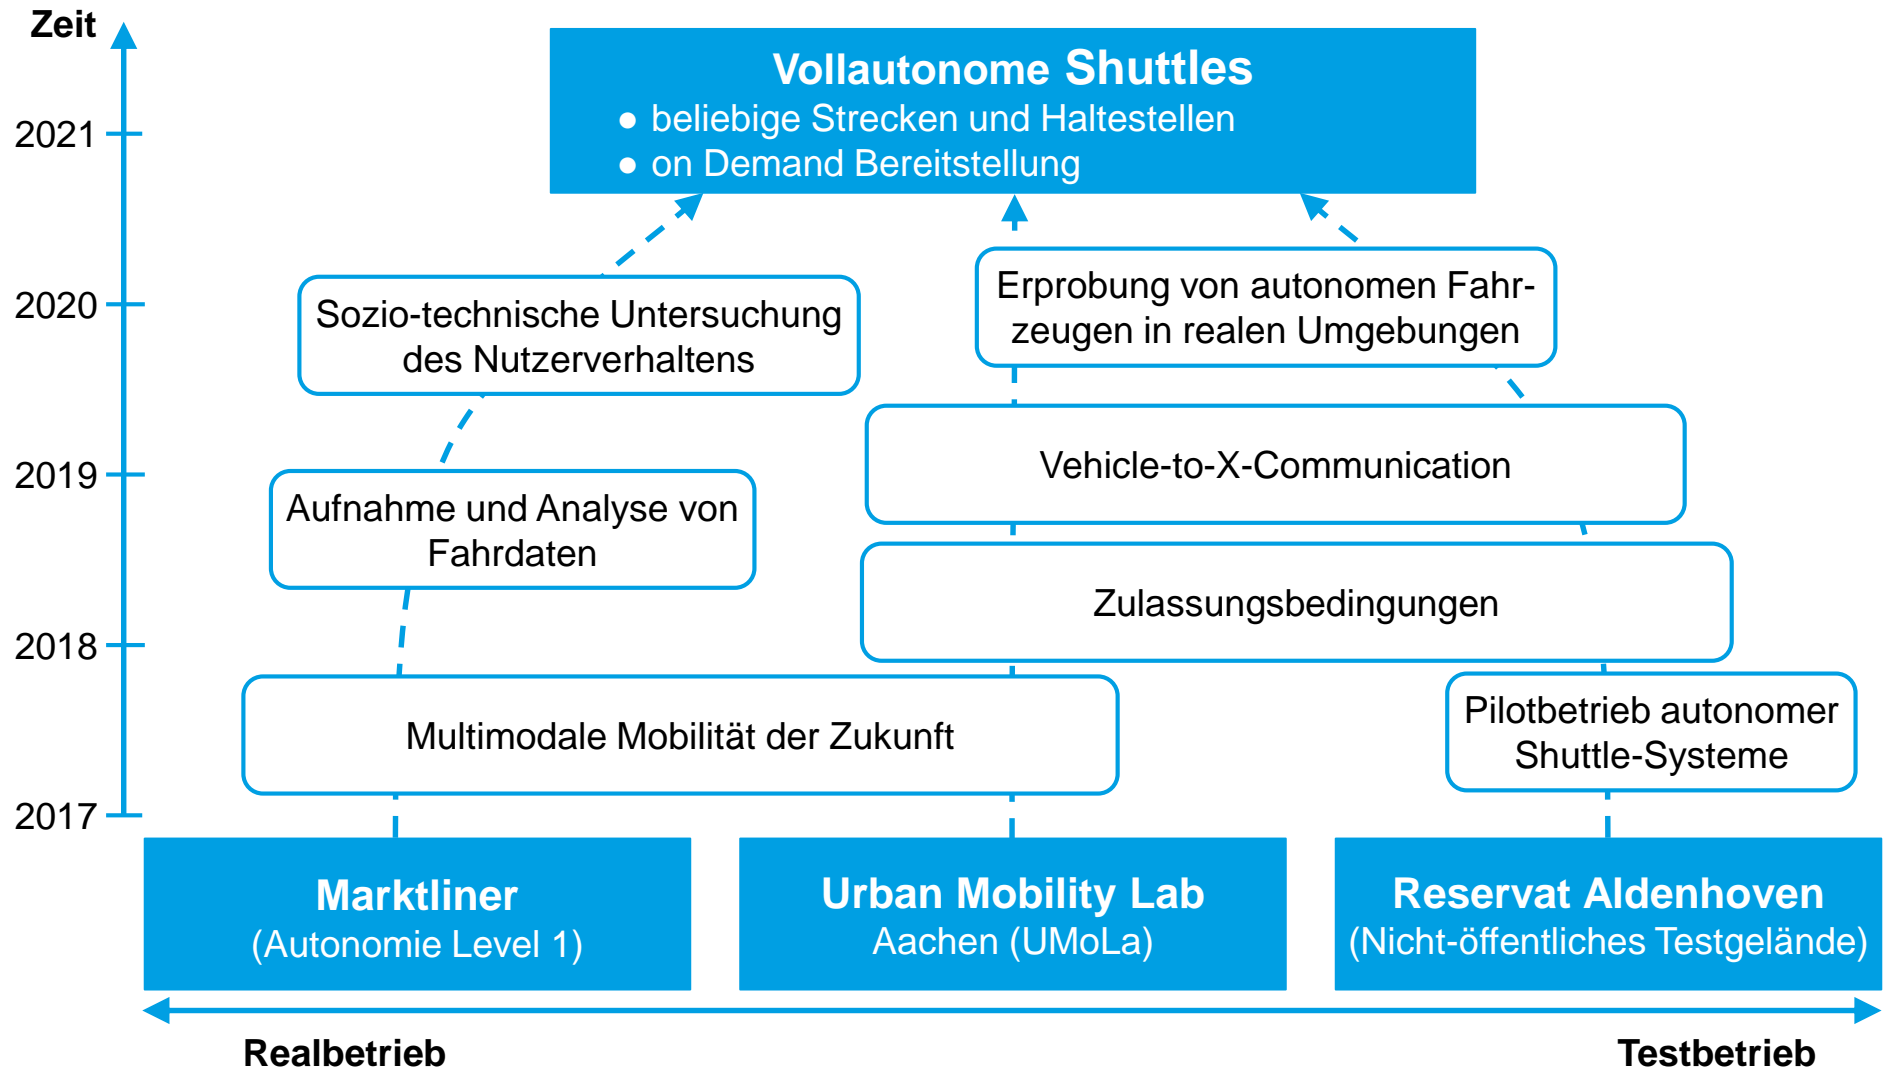 Zeit
Vollautonome Shuttles
● beliebige Strecken und Haltestellen
● on Demand Bereitstellung
2021
2020
Sozio-technische Untersuchung
des Nutzerverhaltens
Erprobung von autonomen Fahr-
zeugen in realen Umgebungen
2019
Vehicle-to-X-Communication
Aufnahme und Analyse von
Fahrdaten
Zulassungsbedingungen
2018
Multimodale Mobilität der Zukunft
Pilotbetrieb autonomer
Shuttle-Systeme
2017
Marktliner
(Autonomie Level 1)
Urban Mobility Lab
Aachen (UMoLa)
Reservat Aldenhoven
(Nicht-öffentliches Testgelände)
Realbetrieb
Testbetrieb